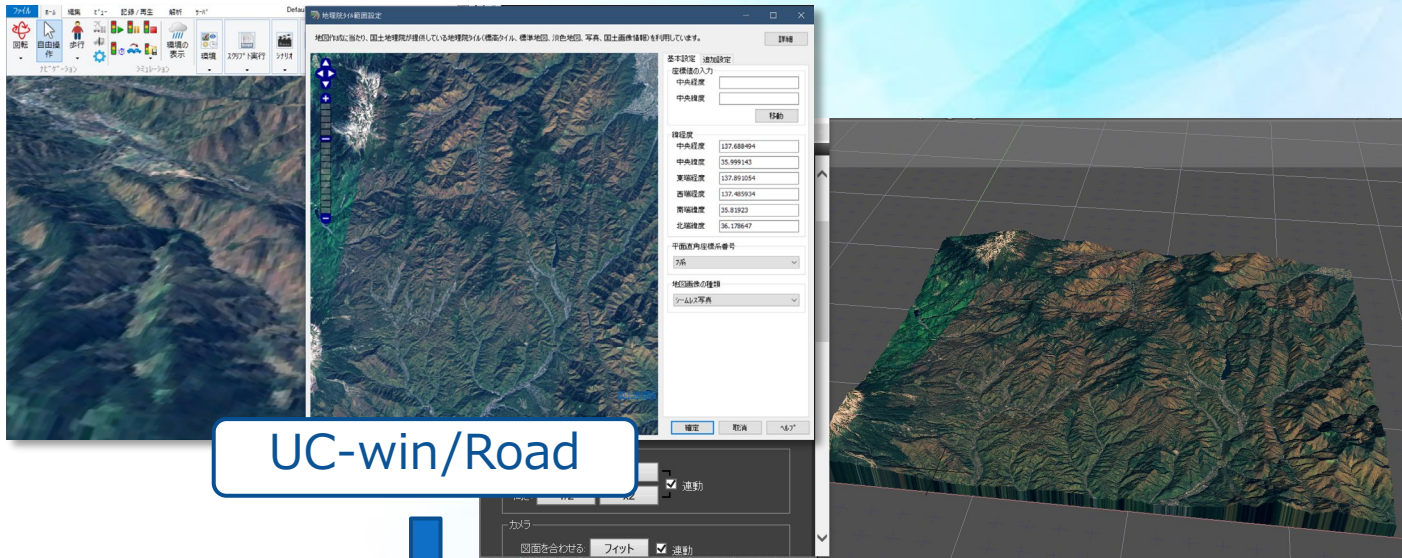 ファイル ホーム 編集 ビュー 記録/再生 解析 サーバ Defau
回転 自由操作 歩行 環境の表示 環境 スクリプト実行 シナリオ
ナビゲーション シミュレーション
地理院タイル範囲設定
地図作成に当たり、国土地理院が提供している地理院タイル(標高タイル、標準地図、淡色地図、写真、国土画像情報)を利用しています。
詳細
基本設定 追加設定
座標値の入力
中央経度
中央緯度
移動
緯経度
中央経度 137.688494
中央緯度 35.999143
東端経度 137.891054
西端経度 137.485934
南端緯度 35.81923
北端緯度 36.178647
平面直角座標系番号
7系
地図画像の種類
シームレス写真
確定 取消 ヘルプ
UC-win/Road
連動
カメラ
図面を合わせる: フィット 連動